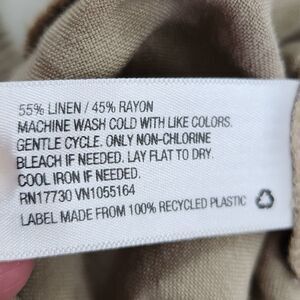 55% LINEN / 45% RAYON
MACHINE WASH COLD WITH LIKE COLORS.
GENTLE CYCLE. ONLY NON-CHLORINE
BLEACH IF NEEDED. LAY FLAT TO DRY.
COOL IRON IF NEEDED.
RN17730 VN1055164
LABEL MADE FROM 100% RECYCLED PLASTIC